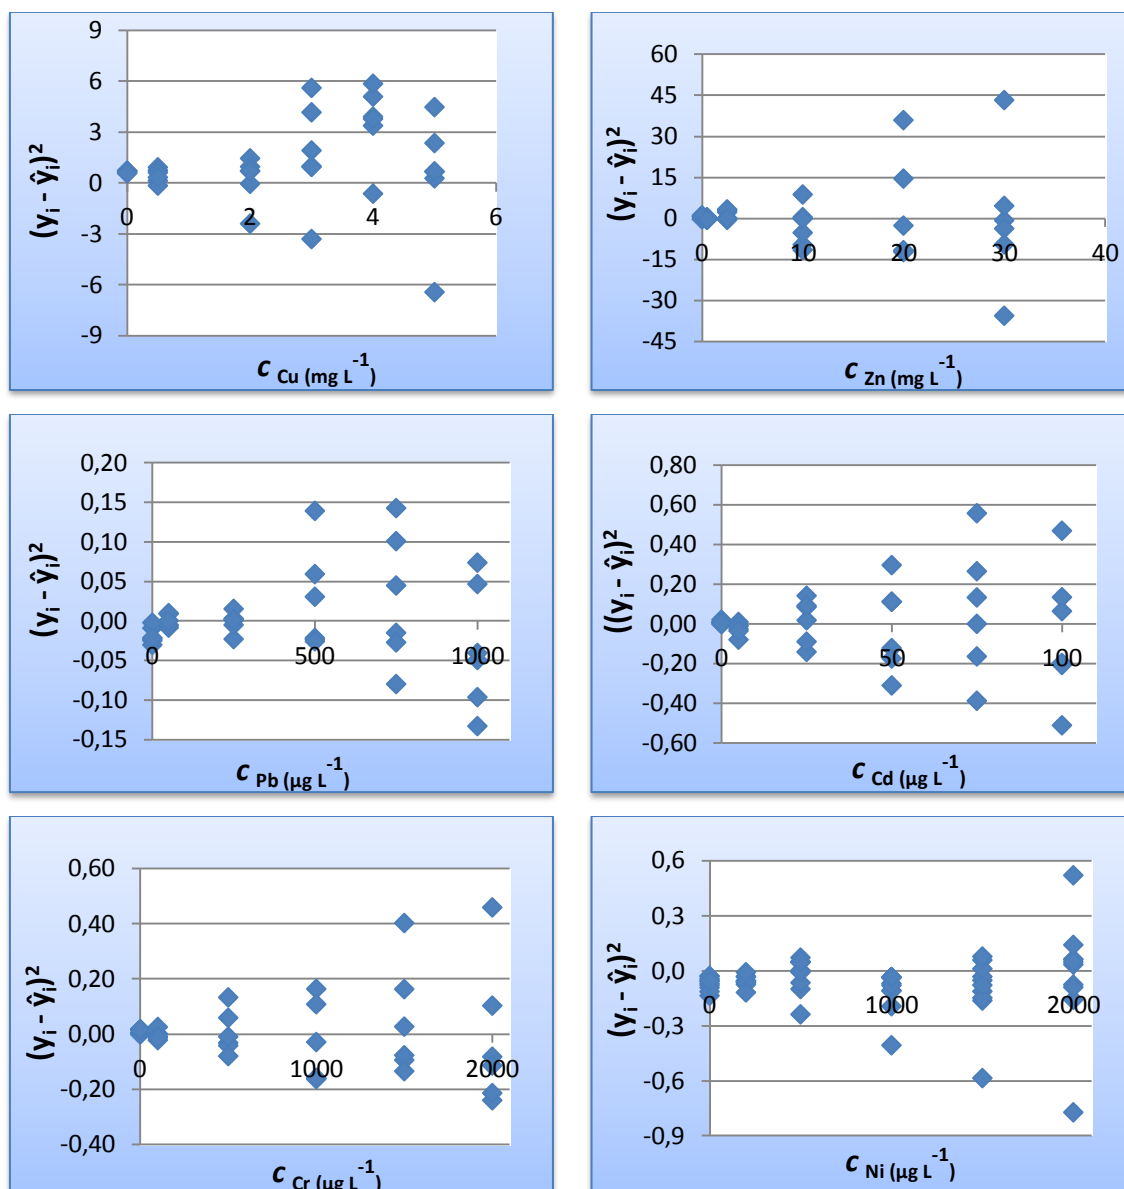 9
6
3
0
-3
-6
-9
0 2 4 6
(yᵢ - ŷᵢ)²
c Cu (mg L⁻¹)
60
45
30
15
0
-15
-30
-45
0 10 20 30 40
(yᵢ - ŷᵢ)²
c Zn (mg L⁻¹)
0,20
0,15
0,10
0,05
0,00
-0,05
-0,10
-0,15
0 500 1000
(yᵢ - ŷᵢ)²
c Pb (µg L⁻¹)
0,80
0,60
0,40
0,20
0,00
-0,20
-0,40
-0,60
0 50 100
((yᵢ - ŷᵢ)²
c Cd (µg L⁻¹)
0,60
0,40
0,20
0,00
-0,20
-0,40
0 1000 2000
(yᵢ - ŷᵢ)²
c Cr (µg L⁻¹)
0,6
0,3
0,0
-0,3
-0,6
-0,9
0 1000 2000
(yᵢ - ŷᵢ)²
c Ni (µg L⁻¹)